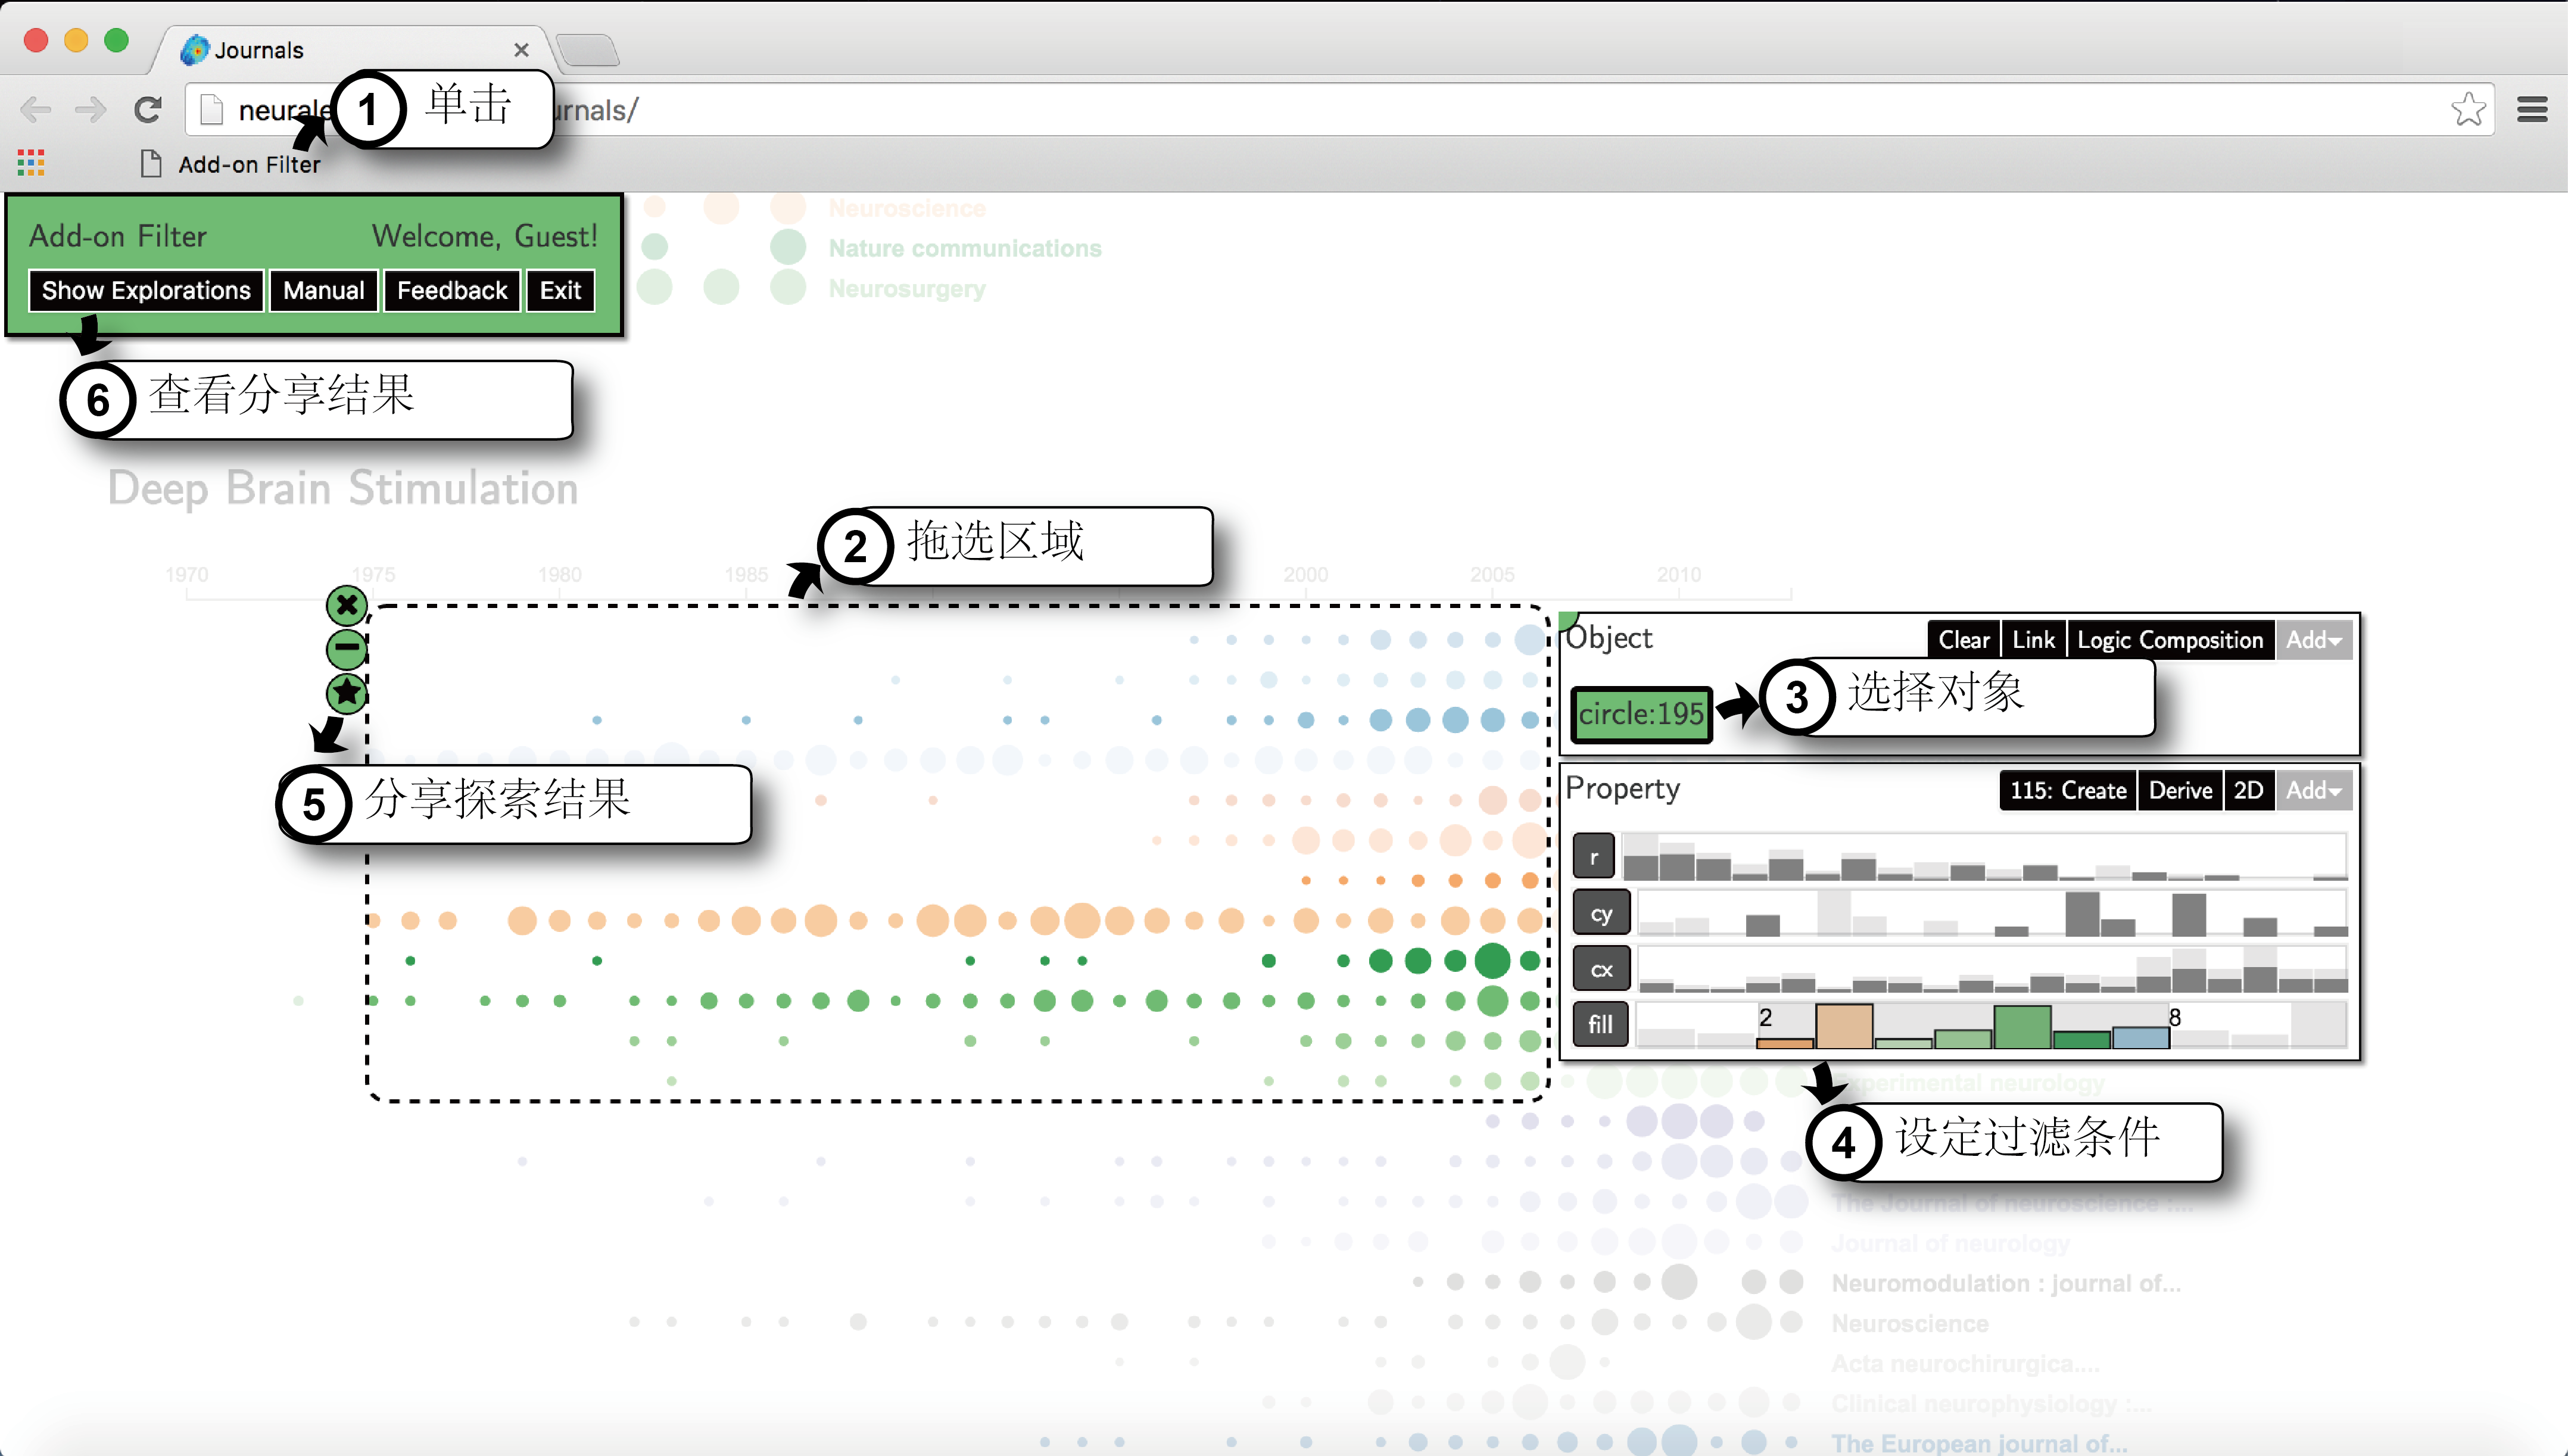 Journals
neurale
urnals/
1 单击
Add-on Filter
Add-on Filter Welcome, Guest!
Show Explorations Manual Feedback Exit
Neuroscience
Nature communications
Neurosurgery
6 查看分享结果
Deep Brain Stimulation
2 拖选区域
1970 1975 1980 1985 2000 2005 2010
Object Clear Link Logic Composition Add
circle:195
3 选择对象
5 分享探索结果
Property 115: Create Derive 2D Add
r
cy
cx
fill 2 8
Experimental neurology
4 设定过滤条件
The Journal of neuroscience :...
Journal of neurology
Neuromodulation : journal of...
Neuroscience
Acta neurochirurgica....
Clinical neurophysiology :...
The European journal of...